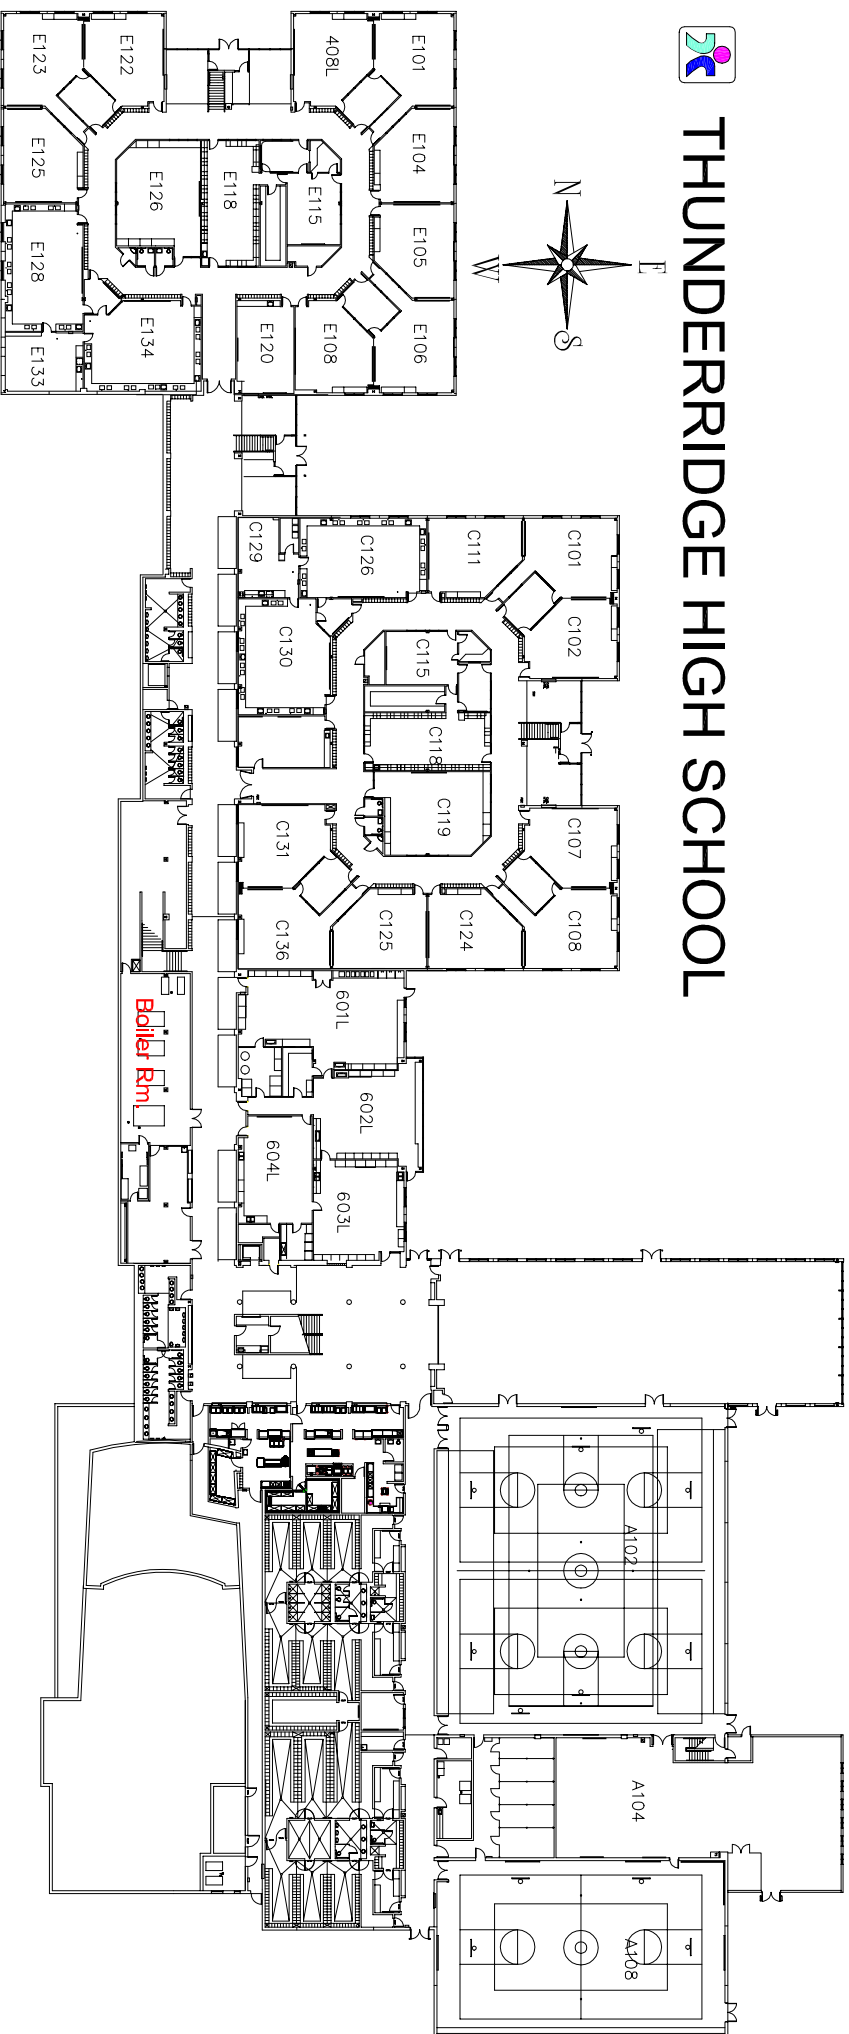 THUNDERRIDGE HIGH SCHOOL
N
E
W
S
E101
408L
E122
E123
E104
E125
E115
E118
E126
E105
E128
E106
E108
E120
E134
E133
C101
C111
C126
C129
C102
C115
C130
C118
C107
C119
C131
C108
C124
C125
C136
601L
Boiler Rm.
602L
604L
603L
A102
A104
A108